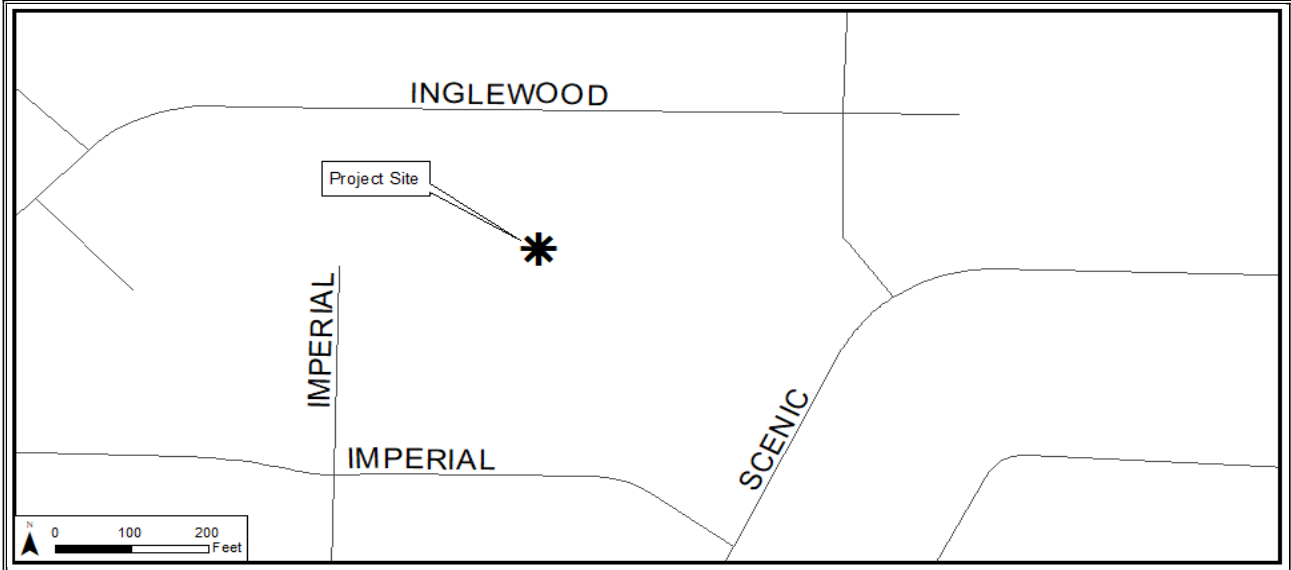 INGLEWOOD
Project Site
IMPERIAL
IMPERIAL
SCENIC
N
0 100 200
Feet